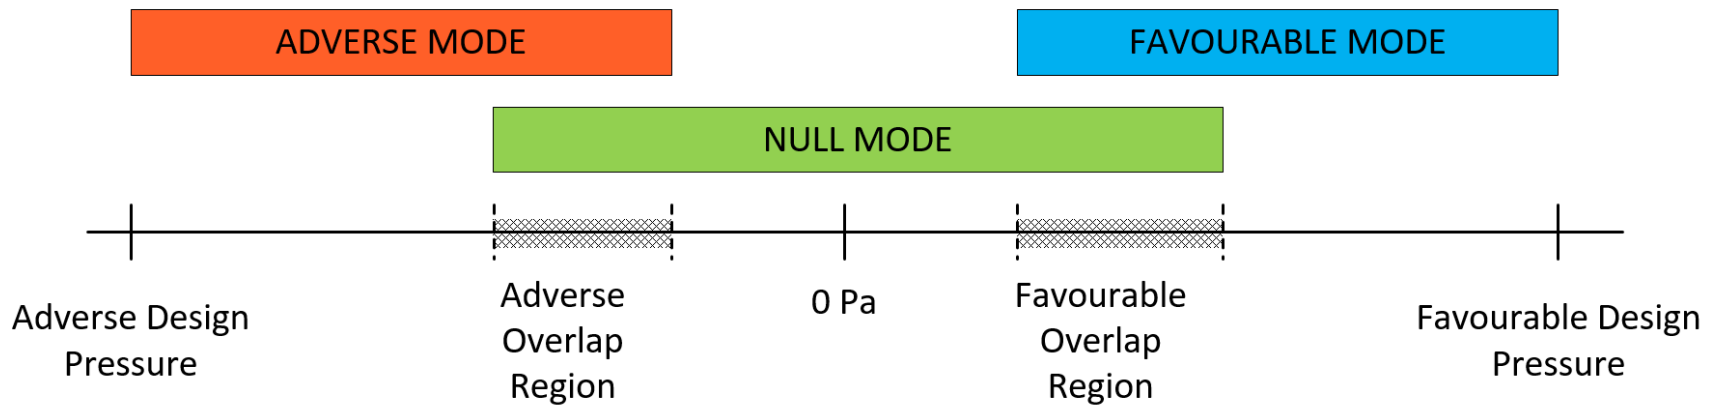 ADVERSE MODE
FAVOURABLE MODE
NULL MODE
Adverse Design
Pressure
Adverse
Overlap
Region
0 Pa
Favourable
Overlap
Region
Favourable Design
Pressure